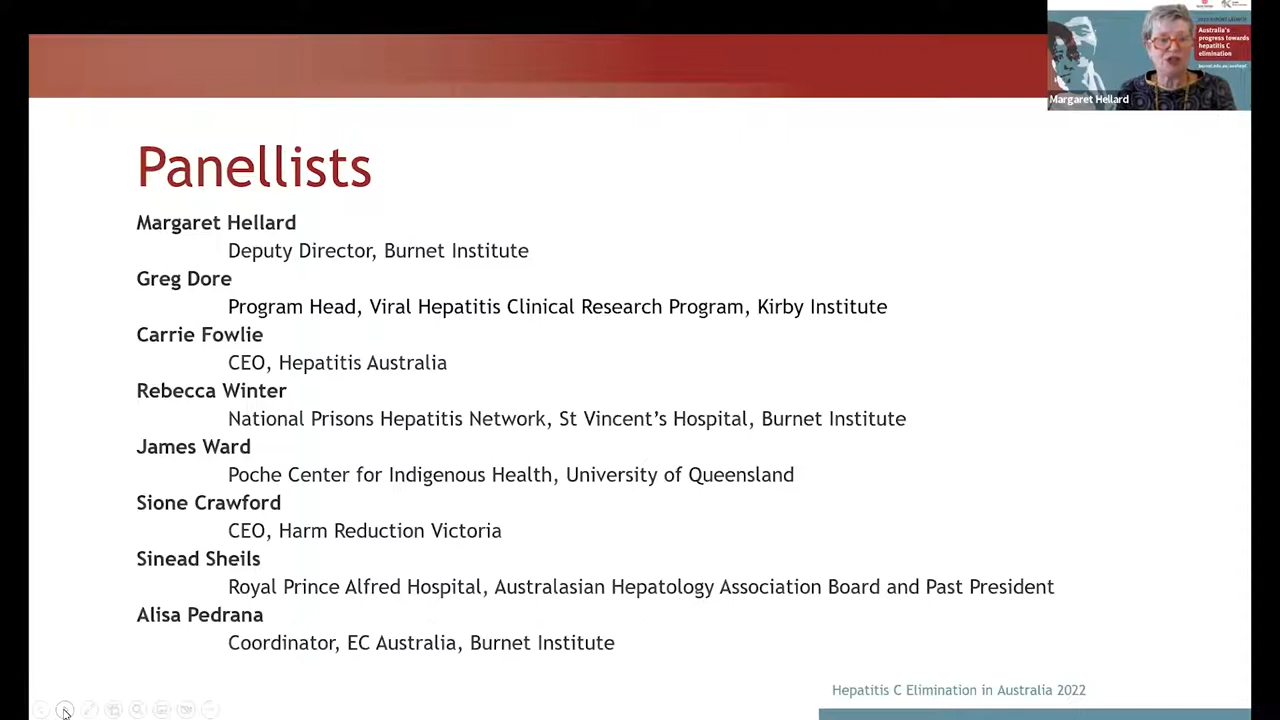 Australia's
progress towards
hepatitis C
elimination
Margaret Hellard
Panellists
Margaret Hellard
Deputy Director, Burnet Institute
Greg Dore
Program Head, Viral Hepatitis Clinical Research Program, Kirby Institute
Carrie Fowlie
CEO, Hepatitis Australia
Rebecca Winter
National Prisons Hepatitis Network, St Vincent’s Hospital, Burnet Institute
James Ward
Poche Center for Indigenous Health, University of Queensland
Sione Crawford
CEO, Harm Reduction Victoria
Sinead Sheils
Royal Prince Alfred Hospital, Australasian Hepatology Association Board and Past President
Alisa Pedrana
Coordinator, EC Australia, Burnet Institute
Hepatitis C Elimination in Australia 2022